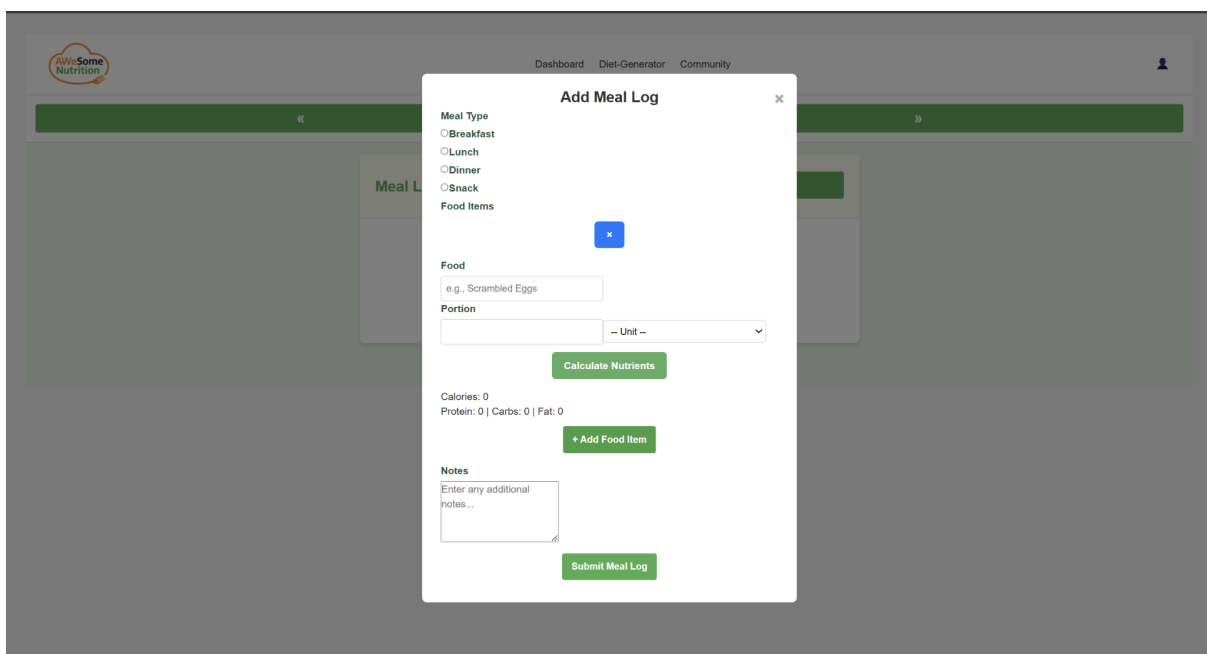 AWeSome
Nutrition
Dashboard Diet-Generator Community
« »
Add Meal Log ×
Meal Type
Breakfast
Lunch
Dinner
Snack
Meal L
Food Items
×
Food
e.g., Scrambled Eggs
Portion
-- Unit --
Calculate Nutrients
Calories: 0
Protein: 0 | Carbs: 0 | Fat: 0
+ Add Food Item
Notes
Enter any additional
notes...
Submit Meal Log